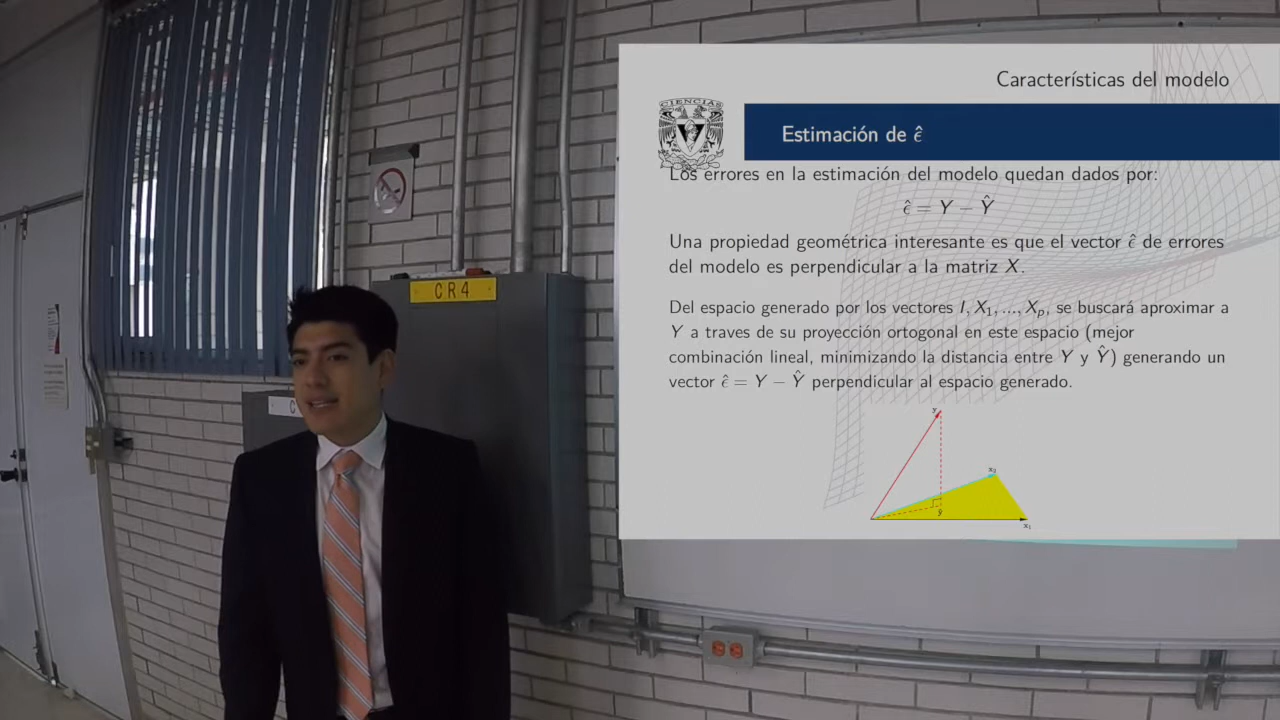 Características del modelo
CIENCIAS
Estimación de ε̂
Los errores en la estimación del modelo quedan dados por:
ε̂ = Y − Ŷ
Una propiedad geométrica interesante es que el vector ε̂ de errores
del modelo es perpendicular a la matriz X.
Del espacio generado por los vectores I, X₁, ..., Xₚ, se buscará aproximar a
Y a traves de su proyección ortogonal en este espacio (mejor
combinación lineal, minimizando la distancia entre Y y Ŷ) generando un
vector ε̂ = Y − Ŷ perpendicular al espacio generado.
y
x₂
ŷ
x₁
CR4
C